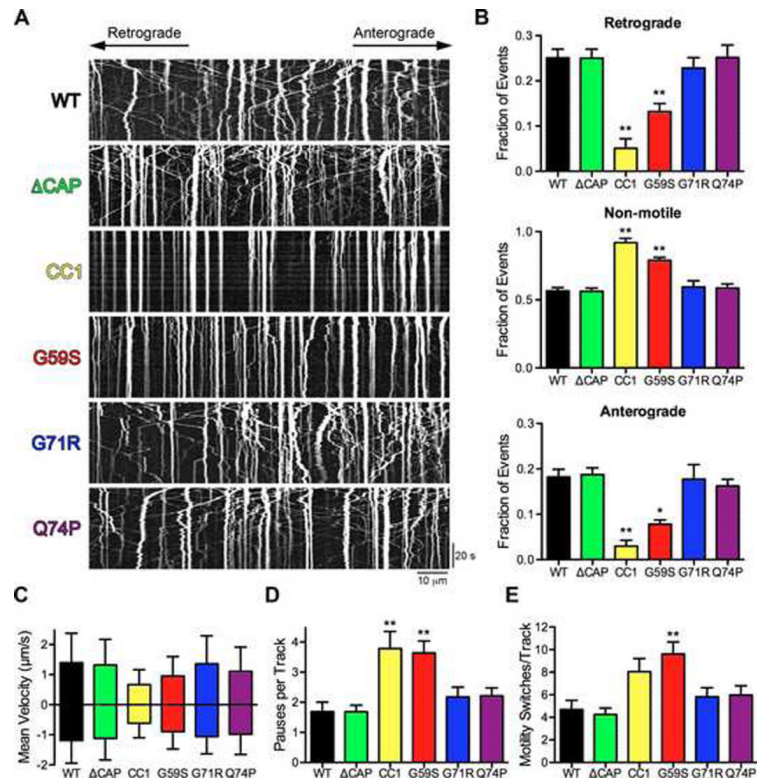 A
Retrograde
Anterograde
WT
ΔCAP
CC1
G59S
G71R
Q74P
20 s
10 μm
B
Retrograde
Fraction of Events
0.3
0.2
0.1
0.0
** **
WT ΔCAP CC1 G59S G71R Q74P
Non-motile
Fraction of Events
1.0
0.5
0.0
** **
WT ΔCAP CC1 G59S G71R Q74P
Anterograde
Fraction of Events
0.3
0.2
0.1
0.0
** *
WT ΔCAP CC1 G59S G71R Q74P
C
Mean Velocity (μm/s)
2
1
0
-1
-2
WT ΔCAP CC1 G59S G71R Q74P
D
Pauses per Track
4
2
0
** **
WT ΔCAP CC1 G59S G71R Q74P
E
Motility Switches/Track
12
10
8
6
4
2
0
**
WT ΔCAP CC1 G59S G71R Q74P